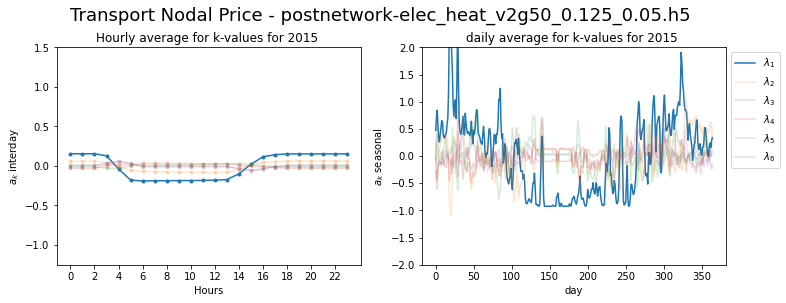 Transport Nodal Price - postnetwork-elec_heat_v2g50_0.125_0.05.h5
Hourly average for k-values for 2015
daily average for k-values for 2015
1.5
1.0
0.5
0.0
−0.5
−1.0
a_k interday
0 2 4 6 8 10 12 14 16 18 20 22
Hours
2.0
1.5
1.0
0.5
0.0
−0.5
−1.0
−1.5
−2.0
a_k seasonal
0 50 100 150 200 250 300 350
day
λ₁
λ₂
λ₃
λ₄
λ₅
λ₆